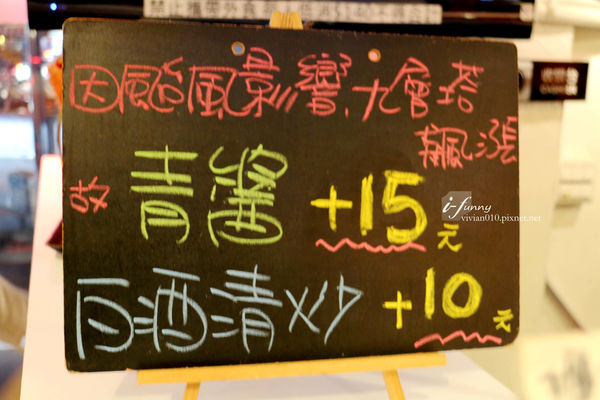 因颱風影響,九層塔
飆漲
故 青醬 +15元
白酒清炒 +10元
i-funny
vivian010.pixnet.net